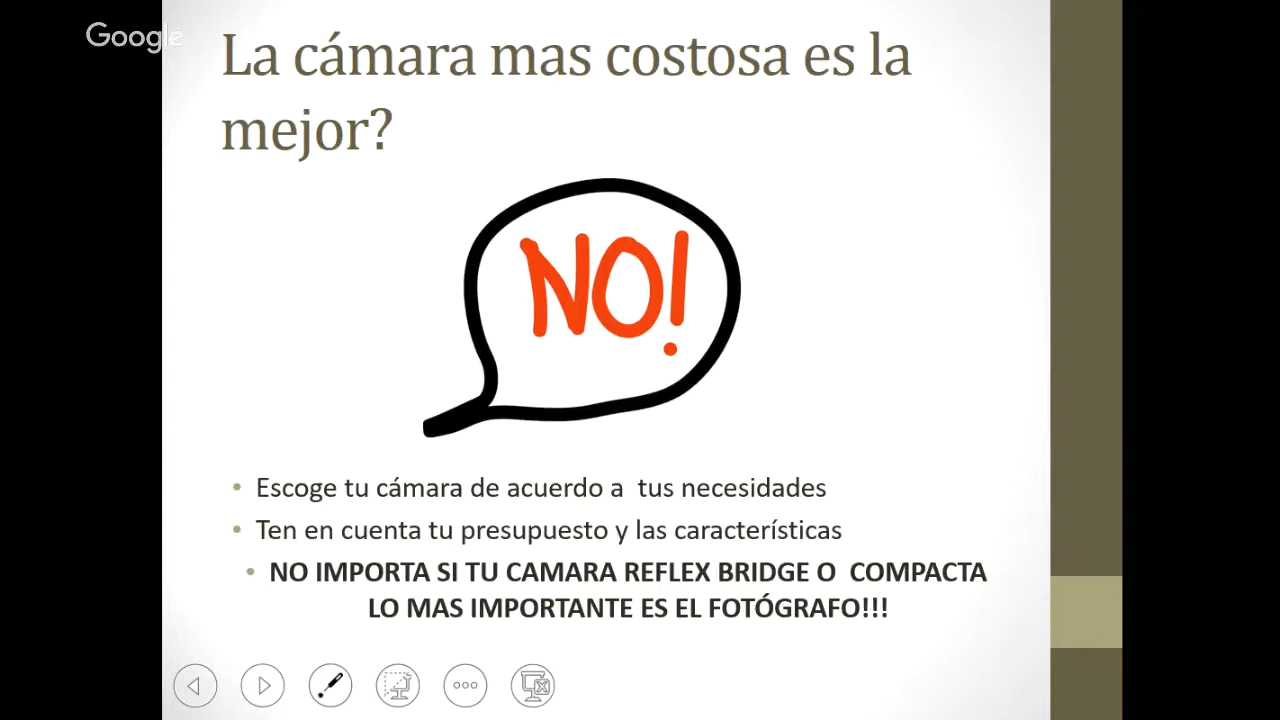 Google
La cámara mas costosa es la
mejor?
NO!
• Escoge tu cámara de acuerdo a  tus necesidades
• Ten en cuenta tu presupuesto y las características
• NO IMPORTA SI TU CAMARA REFLEX BRIDGE O  COMPACTA
LO MAS IMPORTANTE ES EL FOTÓGRAFO!!!